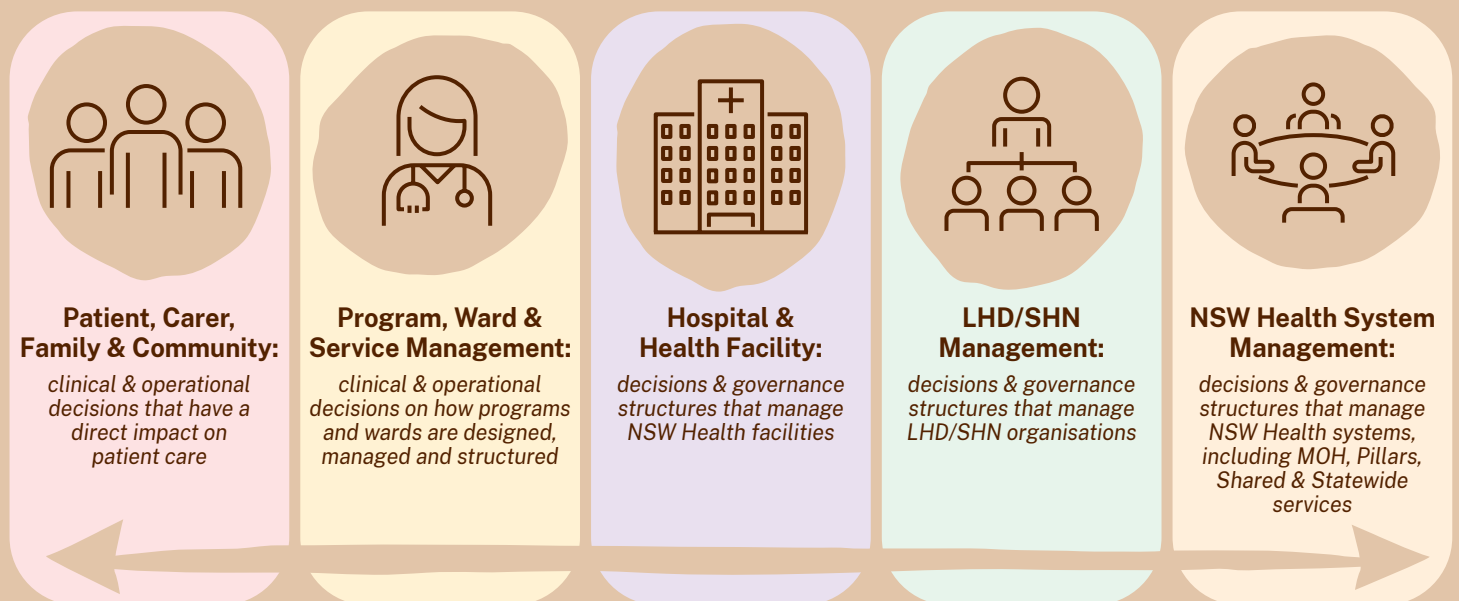 Patient, Carer,
Family & Community:
clinical & operational
decisions that have a
direct impact on
patient care
Program, Ward &
Service Management:
clinical & operational
decisions on how programs
and wards are designed,
managed and structured
Hospital &
Health Facility:
decisions & governance
structures that manage
NSW Health facilities
LHD/SHN
Management:
decisions & governance
structures that manage
LHD/SHN organisations
NSW Health System
Management:
decisions & governance
structures that manage
NSW Health systems,
including MOH, Pillars,
Shared & Statewide
services